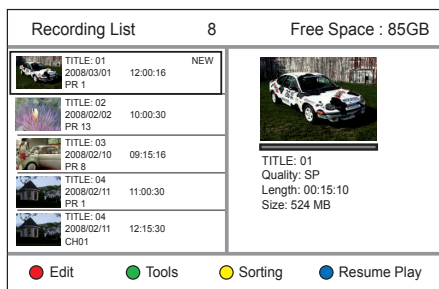 Recording List 8 Free Space : 85GB
TITLE: 01 NEW
2008/03/01 12:00:16
PR 1
TITLE: 02
2008/02/02 10:00:30
PR 13
TITLE: 03
2008/02/10 09:15:16
PR 8
TITLE: 04
2008/02/11 11:00:30
PR 1
TITLE: 04
2008/02/11 12:15:30
CH01
TITLE: 01
Quality: SP
Length: 00:15:10
Size: 524 MB
Edit Tools Sorting Resume Play